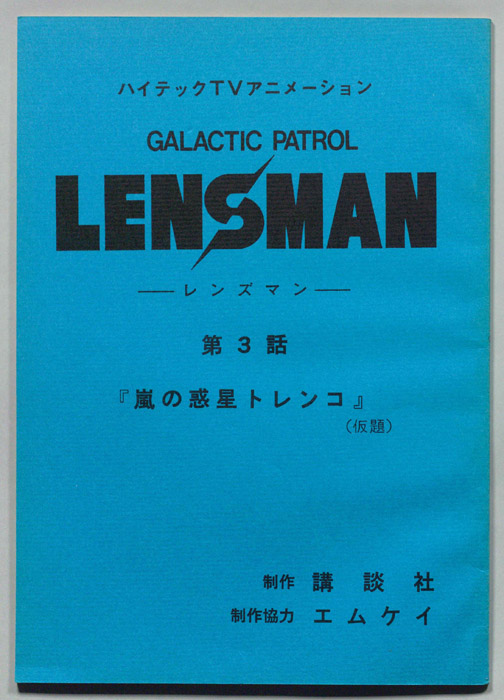 ハイテックTVアニメーション
GALACTIC PATROL
LENSMAN
レンズマン
第3話
『嵐の惑星トレンコ』
(仮題)
制作 講談社
制作協力 エムケイ